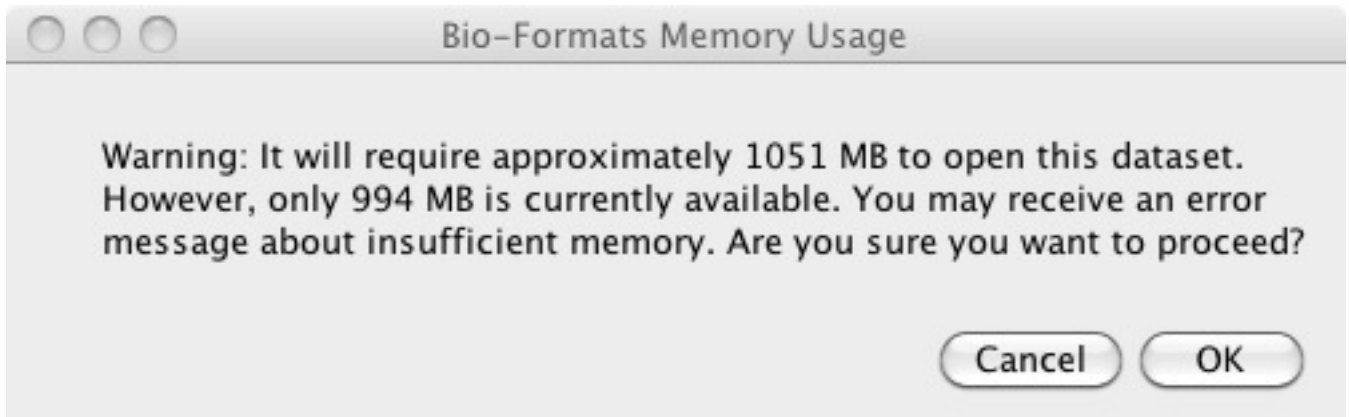 Bio-Formats Memory Usage
Warning: It will require approximately 1051 MB to open this dataset.
However, only 994 MB is currently available. You may receive an error
message about insufficient memory. Are you sure you want to proceed?
Cancel OK